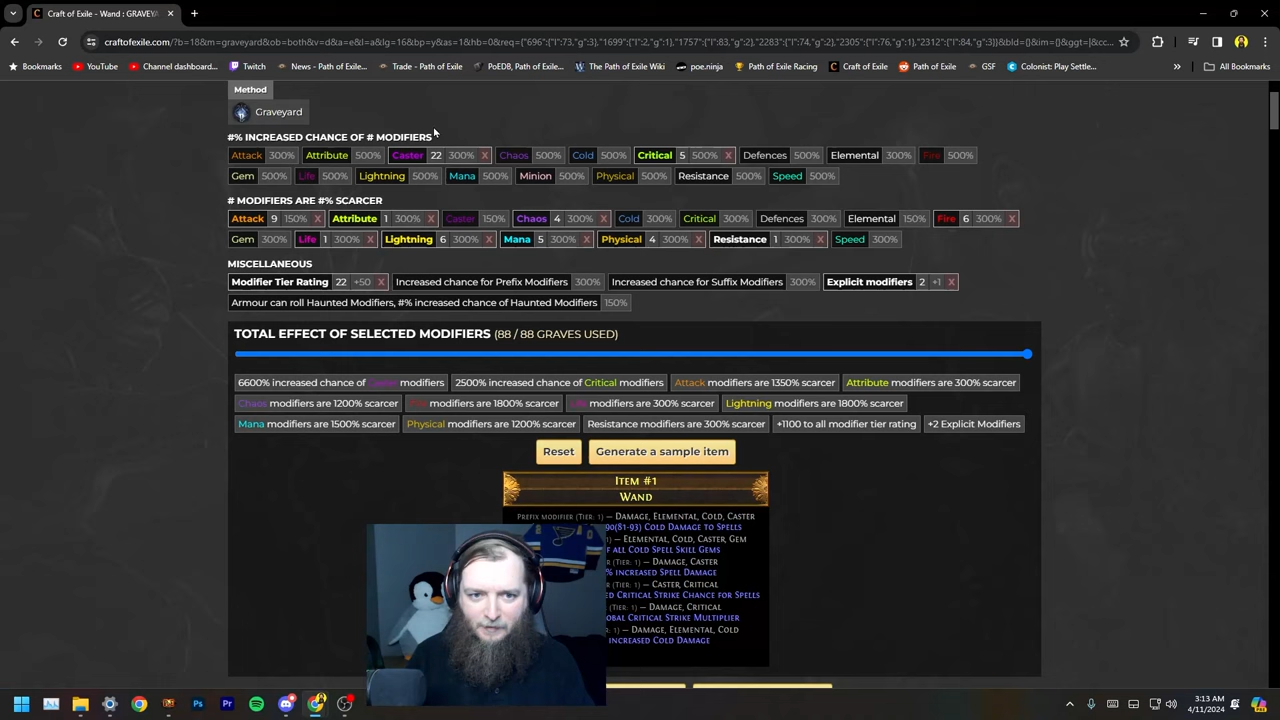 Craft of Exile - Wand : GRAVEYA
craftofexile.com/?b=18&m=graveyard&ob=both&v=d&a=e&l=a&lg=16&bp=y&as=1&hb=0&req={"696":{"l":73,"g":3},"1699":{"l":2,"g":1},"1757":{"l":83,"g":2},"2283":{"l":74,"g":2},"2305":{"l":76,"g":1},"2312":{"l":84,"g":3}}&bld={}&im={}&ggt=|&cc...
Bookmarks YouTube Channel dashboard... Twitch News - Path of Exile... Trade - Path of Exile PoEDB, Path of Exile... The Path of Exile Wiki poe.ninja Path of Exile Racing Craft of Exile Path of Exile Reddit GSF Colonist: Play Settle... » All Bookmarks
Method
Graveyard
#% INCREASED CHANCE OF # MODIFIERS
Attack 300% Attribute 500% Caster 22 300% X Chaos 500% Cold 500% Critical 5 500% X Defences 500% Elemental 300% Fire 500%
Gem 500% Life 500% Lightning 500% Mana 500% Minion 500% Physical 500% Resistance 500% Speed 500%
# MODIFIERS ARE #% SCARCER
Attack 9 150% X Attribute 1 300% X Caster 150% Chaos 4 300% X Cold 300% Critical 300% Defences 300% Elemental 150% Fire 6 300% X
Gem 300% Life 1 300% X Lightning 6 300% X Mana 5 300% X Physical 4 300% X Resistance 1 300% X Speed 300%
MISCELLANEOUS
Modifier Tier Rating 22 +50 X Increased chance for Prefix Modifiers 300% Increased chance for Suffix Modifiers 300% Explicit modifiers 2 +1 X
Armour can roll Haunted Modifiers, #% increased chance of Haunted Modifiers 150%
TOTAL EFFECT OF SELECTED MODIFIERS (88 / 88 GRAVES USED)
6600% increased chance of Caster modifiers 2500% increased chance of Critical modifiers Attack modifiers are 1350% scarcer Attribute modifiers are 300% scarcer
Chaos modifiers are 1200% scarcer Fire modifiers are 1800% scarcer Life modifiers are 300% scarcer Lightning modifiers are 1800% scarcer
Mana modifiers are 1500% scarcer Physical modifiers are 1200% scarcer Resistance modifiers are 300% scarcer +1100 to all modifier tier rating +2 Explicit Modifiers
Reset Generate a sample item
ITEM #1
WAND
PREFIX MODIFIER (TIER: 1) — DAMAGE, ELEMENTAL, COLD, CASTER
90(81-93) COLD DAMAGE TO SPELLS
1) — ELEMENTAL, COLD, CASTER, GEM
F ALL COLD SPELL SKILL GEMS
R (TIER: 1) — DAMAGE, CASTER
% INCREASED SPELL DAMAGE
R (TIER: 1) — CASTER, CRITICAL
ED CRITICAL STRIKE CHANCE FOR SPELLS
(TIER: 1) — DAMAGE, CRITICAL
OBAL CRITICAL STRIKE MULTIPLIER
: 1) — DAMAGE, ELEMENTAL, COLD
INCREASED COLD DAMAGE
3:13 AM
4/11/2024